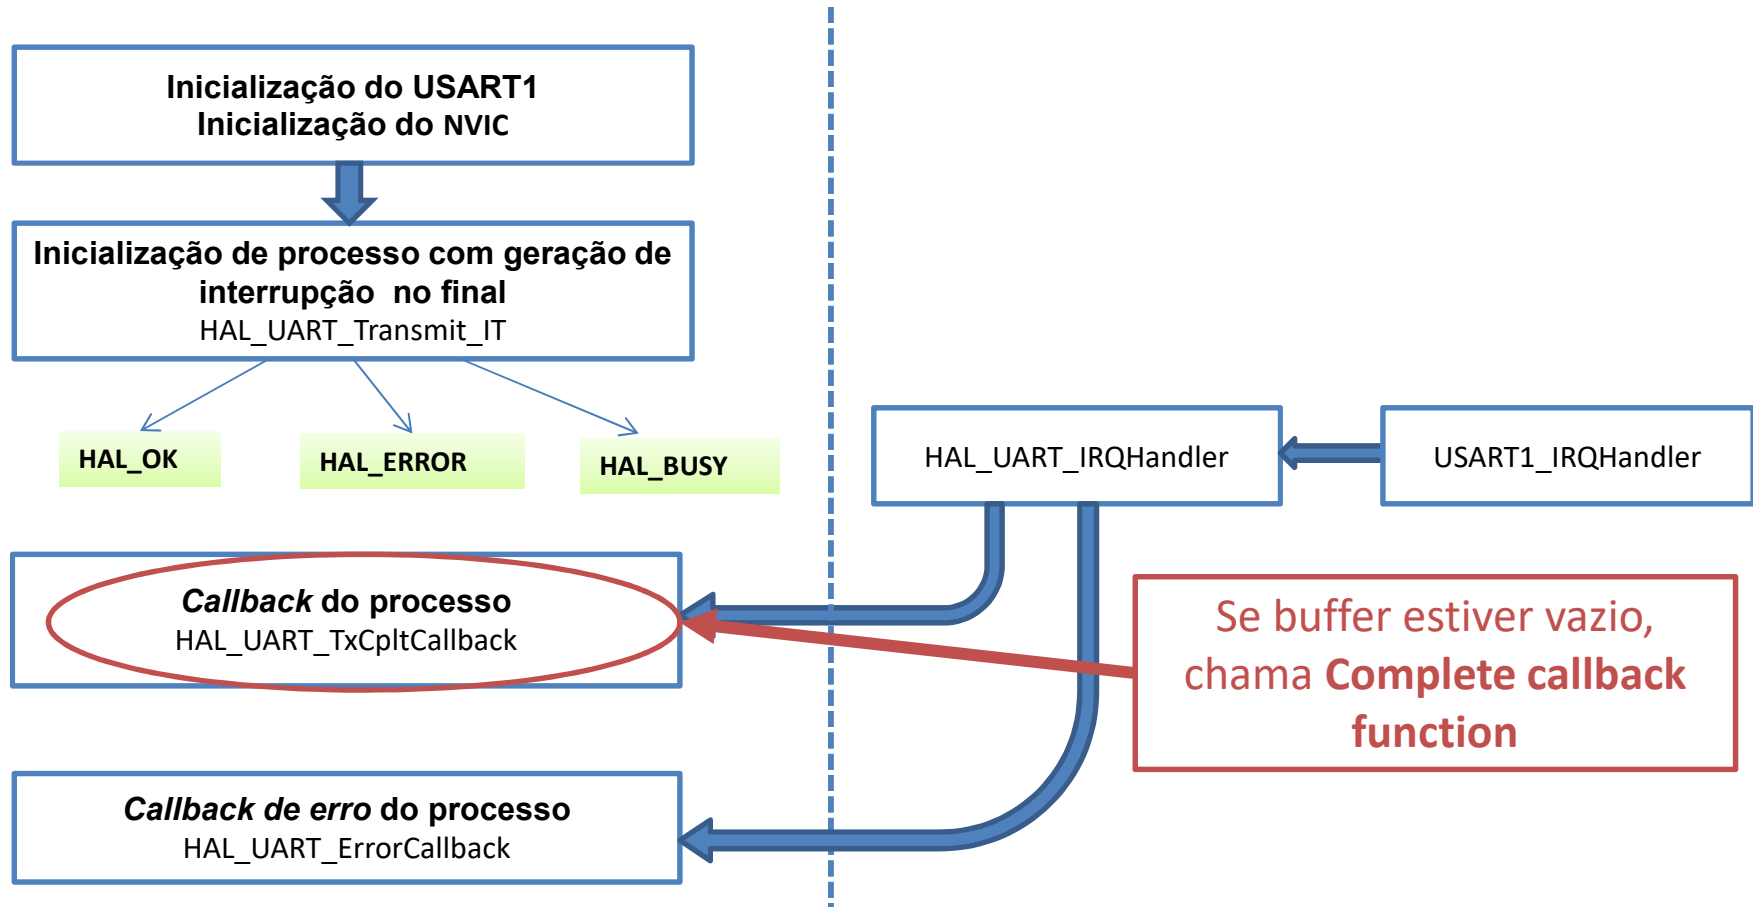 Inicialização do USART1
Inicialização do NVIC
Inicialização de processo com geração de
interrupção no final
HAL_UART_Transmit_IT
HAL_OK
HAL_ERROR
HAL_BUSY
HAL_UART_IRQHandler
USART1_IRQHandler
Callback do processo
HAL_UART_TxCpltCallback
Se buffer estiver vazio,
chama Complete callback
function
Callback de erro do processo
HAL_UART_ErrorCallback